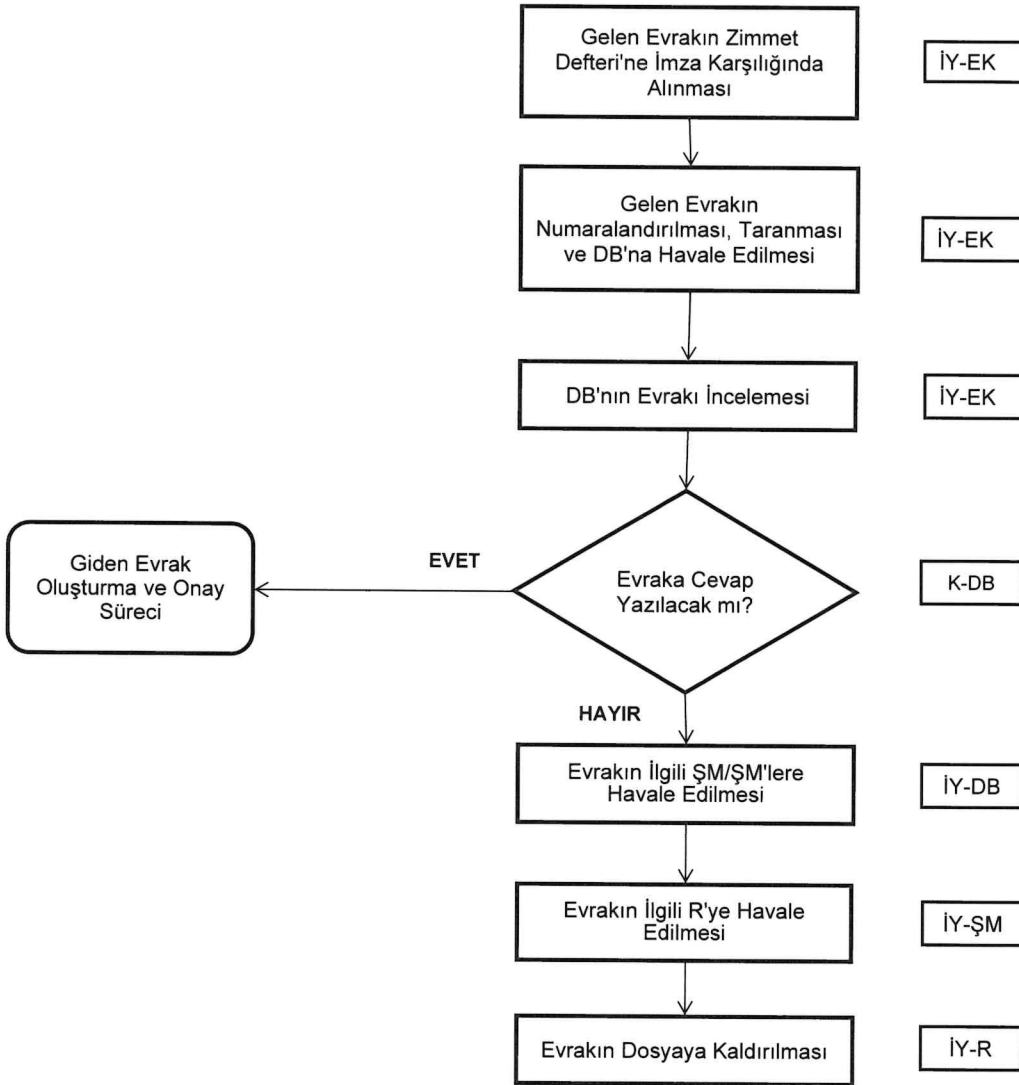 Gelen Evrakın Zimmet
Defteri'ne İmza Karşılığında
Alınması
İY-EK
Gelen Evrakın
Numaralandırılması, Taranması
ve DB'na Havale Edilmesi
İY-EK
DB'nın Evrakı İncelemesi
İY-EK
Giden Evrak
Oluşturma ve Onay
Süreci
EVET
Evraka Cevap
Yazılacak mı?
K-DB
HAYIR
Evrakın İlgili ŞM/ŞM'lere
Havale Edilmesi
İY-DB
Evrakın İlgili R'ye Havale
Edilmesi
İY-ŞM
Evrakın Dosyaya Kaldırılması
İY-R